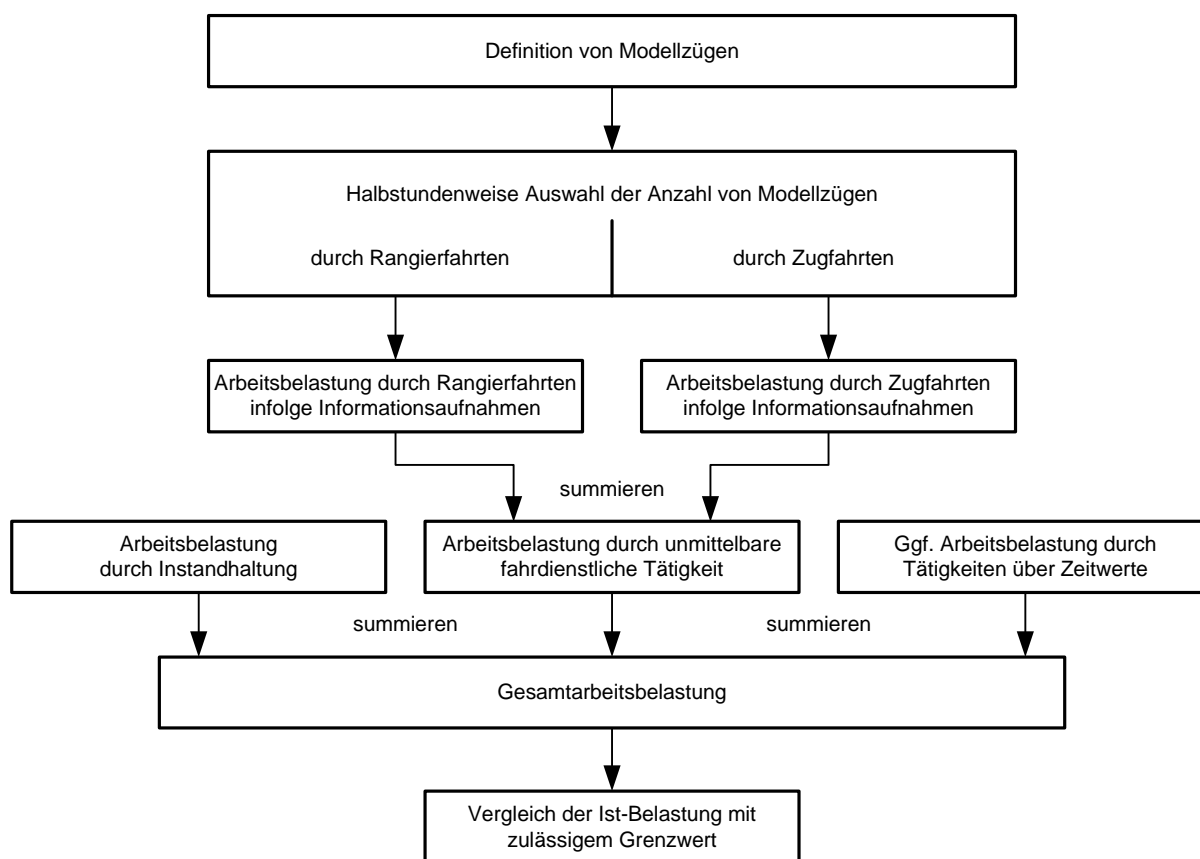 Definition von Modellzügen
Halbstundenweise Auswahl der Anzahl von Modellzügen
durch Rangierfahrten
durch Zugfahrten
Arbeitsbelastung durch Rangierfahrten
infolge Informationsaufnahmen
Arbeitsbelastung durch Zugfahrten
infolge Informationsaufnahmen
summieren
Arbeitsbelastung
durch Instandhaltung
Arbeitsbelastung durch unmittelbare
fahrdienstliche Tätigkeit
Ggf. Arbeitsbelastung durch
Tätigkeiten über Zeitwerte
summieren
summieren
Gesamtarbeitsbelastung
Vergleich der Ist-Belastung mit
zulässigem Grenzwert